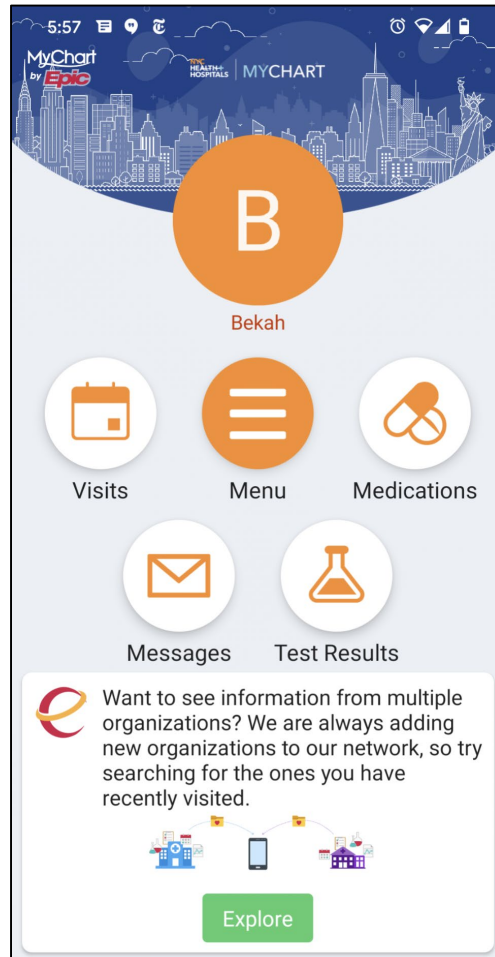 5:57
MyChart
by Epic
NYC
HEALTH+
HOSPITALS
MYCHART
B
Bekah
Visits
Menu
Medications
Messages
Test Results
Want to see information from multiple
organizations? We are always adding
new organizations to our network, so try
searching for the ones you have
recently visited.
Explore